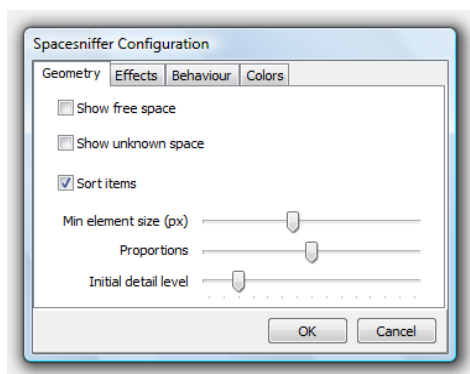 Spacesniffer Configuration
Geometry Effects Behaviour Colors
Show free space
Show unknown space
Sort items
Min element size (px)
Proportions
Initial detail level
OK Cancel